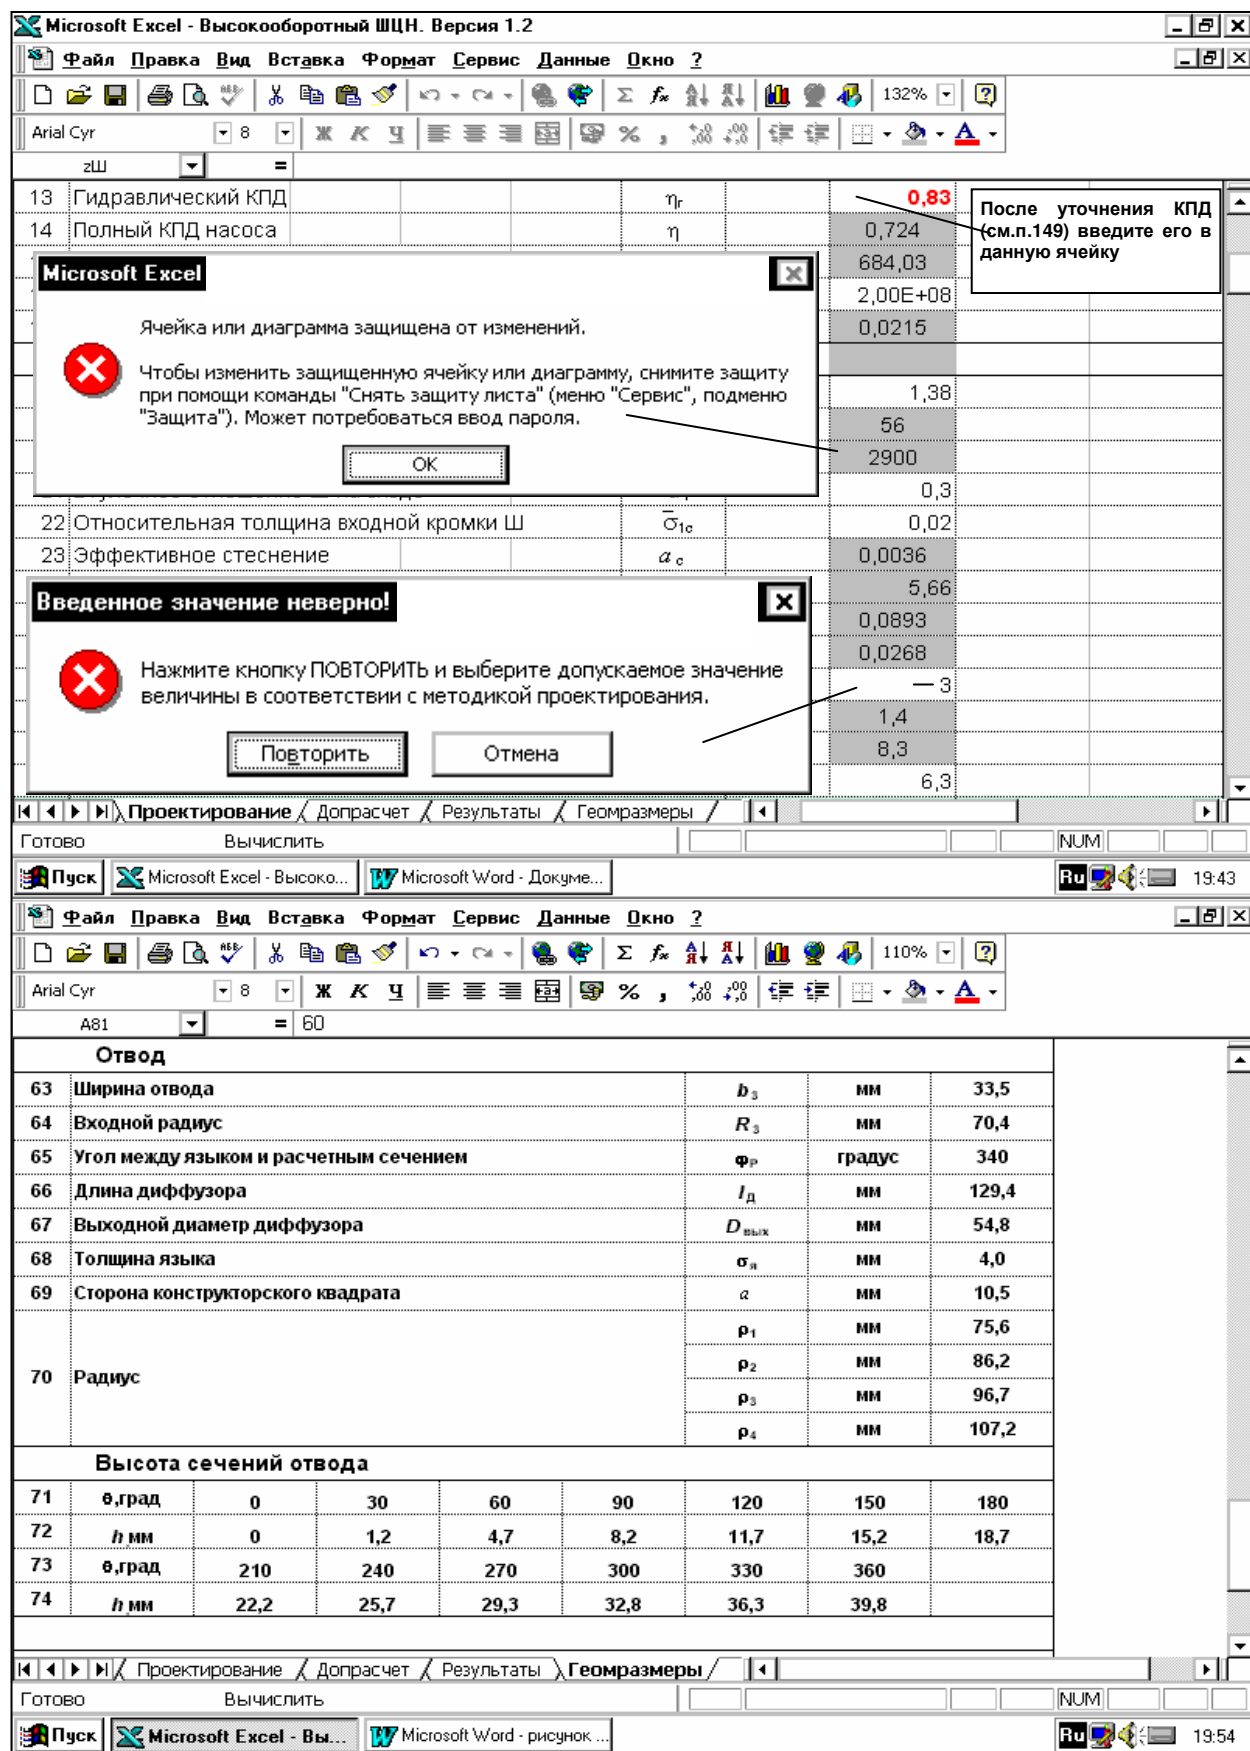 Microsoft Excel - Высокооборотный ШЦН. Версия 1.2
Файл Правка Вид Вставка Формат Сервис Данные Окно ?
132%
Arial Cyr 8 Ж К Ч
zШ =
13 Гидравлический КПД ηг 0,83
После уточнения КПД
(см.п.149) введите его в
данную ячейку
14 Полный КПД насоса η 0,724
Microsoft Excel
684,03
2,00E+08
Ячейка или диаграмма защищена от изменений.
0,0215
Чтобы изменить защищенную ячейку или диаграмму, снимите защиту
при помощи команды "Снять защиту листа" (меню "Сервис", подменю
"Защита"). Может потребоваться ввод пароля.
1,38
56
OK
2900
0,3
22 Относительная толщина входной кромки Ш σ̅1c 0,02
23 Эффективное стеснение a c 0,0036
5,66
Введенное значение неверно!
0,0893
0,0268
Нажмите кнопку ПОВТОРИТЬ и выберите допускаемое значение
величины в соответствии с методикой проектирования.
3
1,4
Повторить Отмена
8,3
6,3
Проектирование Допрасчет Результаты Геомразмеры
Готово Вычислить NUM
Пуск Microsoft Excel - Высоко... Microsoft Word - Докуме... Ru 19:43
Файл Правка Вид Вставка Формат Сервис Данные Окно ?
110%
Arial Cyr 8 Ж К Ч
A81 = 60
Отвод
63 Ширина отвода b 3 мм 33,5
64 Входной радиус R 3 мм 70,4
65 Угол между языком и расчетным сечением φР градус 340
66 Длина диффузора l Д мм 129,4
67 Выходной диаметр диффузора D вых мм 54,8
68 Толщина языка σ я мм 4,0
69 Сторона конструкторского квадрата a мм 10,5
70 Радиус ρ1 мм 75,6
ρ2 мм 86,2
ρ3 мм 96,7
ρ4 мм 107,2
Высота сечений отвода
71 θ,град 0 30 60 90 120 150 180
72 h,мм 0 1,2 4,7 8,2 11,7 15,2 18,7
73 θ,град 210 240 270 300 330 360
74 h,мм 22,2 25,7 29,3 32,8 36,3 39,8
Проектирование Допрасчет Результаты Геомразмеры
Готово Вычислить NUM
Пуск Microsoft Excel - Вы... Microsoft Word - рисунок ... Ru 19:54